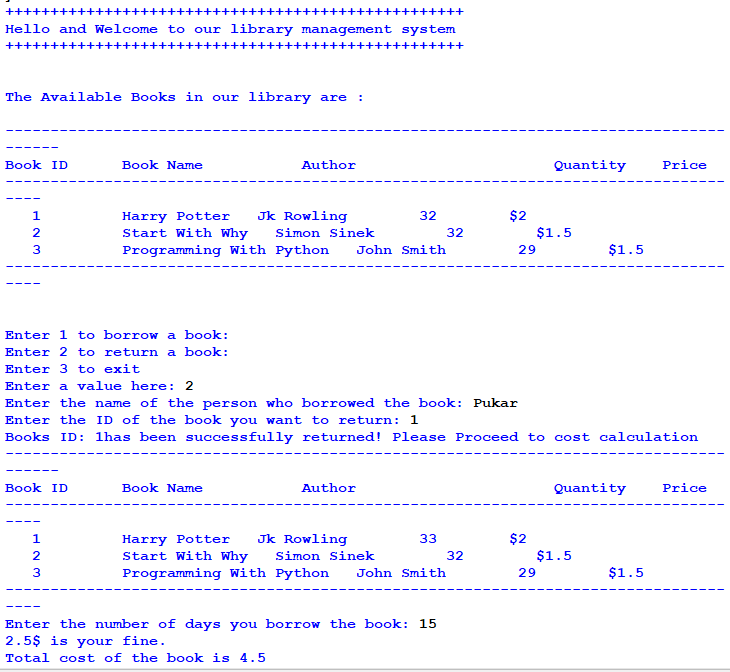 +++++++++++++++++++++++++++++++++++++++++++++++++++
Hello and Welcome to our library management system
+++++++++++++++++++++++++++++++++++++++++++++++++++
The Available Books in our library are :
--------------------------------------------------------------------------------
------
Book ID      Book Name           Author                      Quantity    Price
--------------------------------------------------------------------------------
----
   1         Harry Potter   Jk Rowling        32        $2
   2         Start With Why   Simon Sinek        32        $1.5
   3         Programming With Python   John Smith        29        $1.5
--------------------------------------------------------------------------------
----
Enter 1 to borrow a book:
Enter 2 to return a book:
Enter 3 to exit
Enter a value here: 2
Enter the name of the person who borrowed the book: Pukar
Enter the ID of the book you want to return: 1
Books ID: 1has been successfully returned! Please Proceed to cost calculation
--------------------------------------------------------------------------------
------
Book ID      Book Name           Author                      Quantity    Price
--------------------------------------------------------------------------------
----
   1         Harry Potter   Jk Rowling        33        $2
   2         Start With Why   Simon Sinek        32        $1.5
   3         Programming With Python   John Smith        29        $1.5
--------------------------------------------------------------------------------
----
Enter the number of days you borrow the book: 15
2.5$ is your fine.
Total cost of the book is 4.5